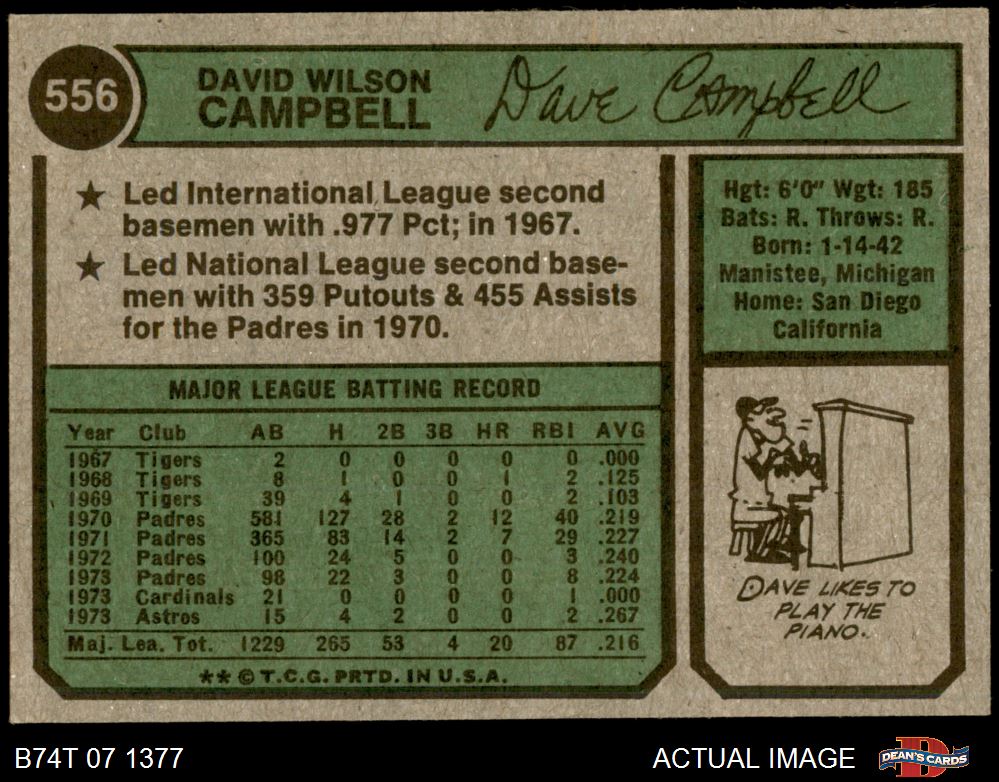 556
DAVID WILSON
CAMPBELL
Dave Campbell
★ Led International League second
basemen with .977 Pct; in 1967.
★ Led National League second base-
men with 359 Putouts & 455 Assists
for the Padres in 1970.
Hgt: 6'0" Wgt: 185
Bats: R. Throws: R.
Born: 1-14-42
Manistee, Michigan
Home: San Diego
California
MAJOR LEAGUE BATTING RECORD
Year Club AB H 2B 3B HR RBI AVG
1967 Tigers 2 0 0 0 0 0 .000
1968 Tigers 8 1 0 0 1 2 .125
1969 Tigers 39 4 1 0 0 2 .103
1970 Padres 581 127 28 2 12 40 .219
1971 Padres 365 83 14 2 7 29 .227
1972 Padres 100 24 5 0 0 3 .240
1973 Padres 98 22 3 0 0 8 .224
1973 Cardinals 21 0 0 0 0 1 .000
1973 Astros 15 4 2 0 0 2 .267
Maj. Lea. Tot. 1229 265 53 4 20 87 .216
** © T.C.G. PRTD. IN U.S.A.
DAVE LIKES TO
PLAY THE
PIANO.
B74T 07 1377
ACTUAL IMAGE
DEAN'S CARDS